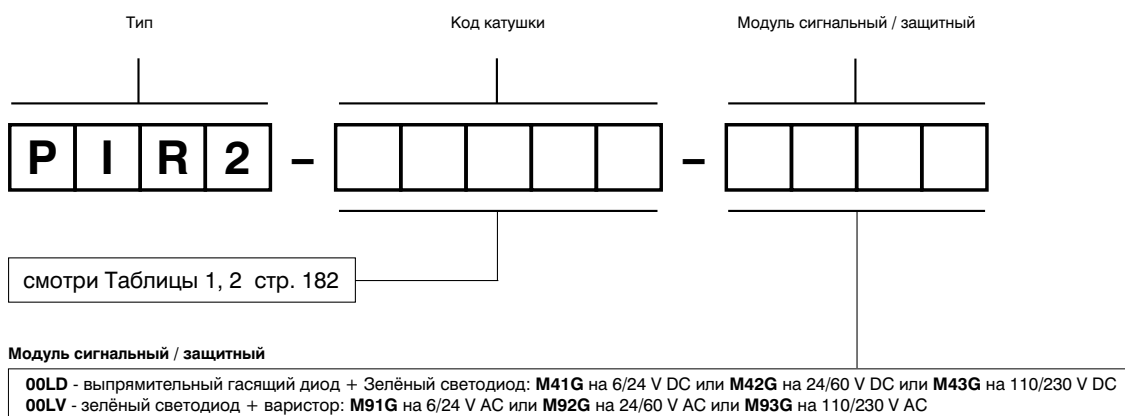 Тип
Код катушки
Модуль сигнальный / защитный
PIR2 – –
смотри Таблицы 1, 2 стр. 182
Модуль сигнальный / защитный
00LD - выпрямительный гасящий диод + Зелёный светодиод: M41G на 6/24 V DC или M42G на 24/60 V DC или M43G на 110/230 V DC
00LV - зелёный светодиод + варистор: M91G на 6/24 V AC или M92G на 24/60 V AC или M93G на 110/230 V AC